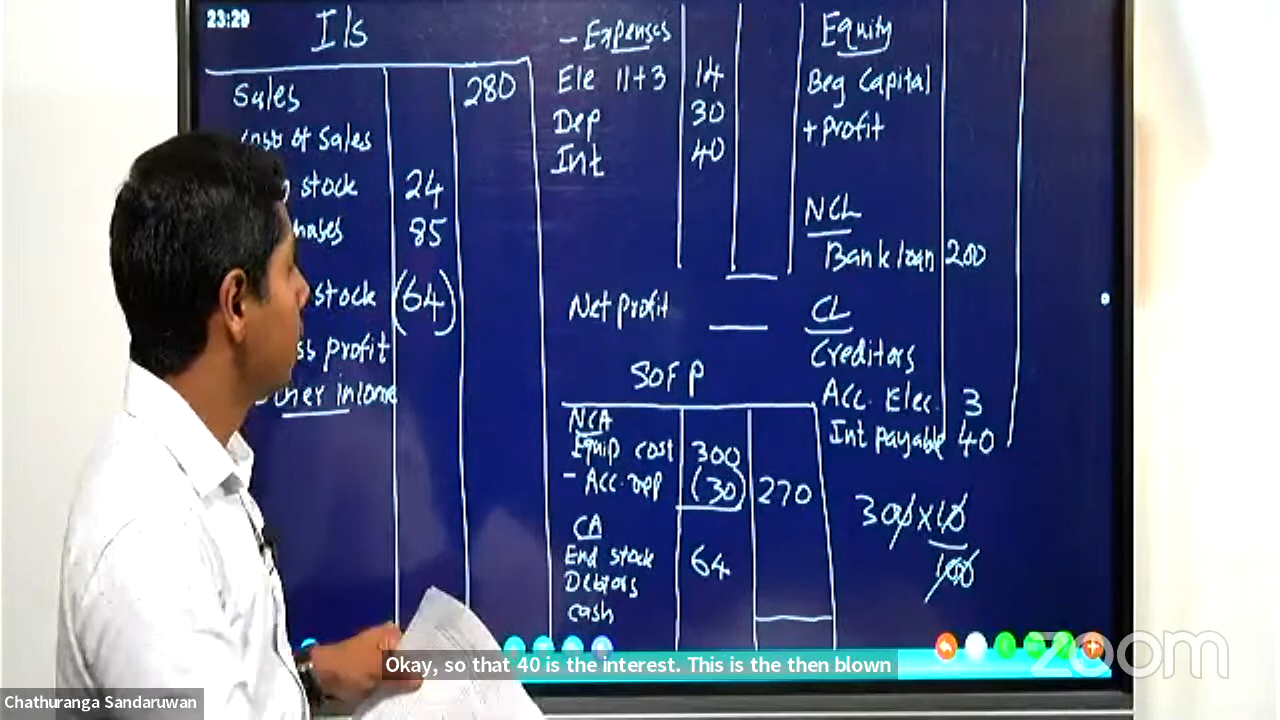 23:29
I/s
Sales 280
of Sales
stock 24
85
stock (64)
profit
income
- Expenses
Ele 11+3 14
Dep 30
Int 40
Net profit
SOFP
NCA
Equip cost 300
- Acc. Dep (30) 270
CA
End stock 64
Debtors
cash
Equity
Beg Capital
+ Profit
NCL
Bank loan 200
CL
Creditors
Acc. Elec. 3
Int payable 40
300 x 10
100
zoom
Okay, so that 40 is the interest. This is the then blown
Chathuranga Sandaruwan